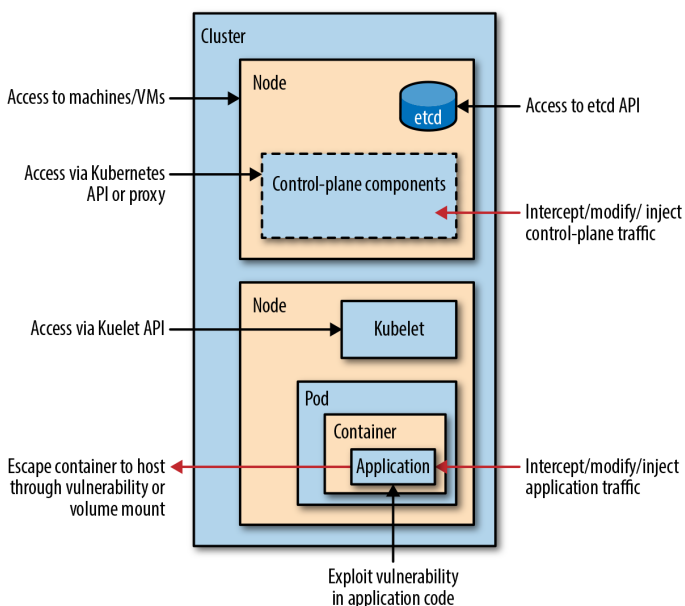 Cluster
Node
Access to machines/VMs
etcd
Access to etcd API
Access via Kubernetes
API or proxy
Control-plane components
Intercept/modify/ inject
control-plane traffic
Node
Access via Kuelet API
Kubelet
Pod
Container
Escape container to host
through vulnerability or
volume mount
Application
Intercept/modify/inject
application traffic
Exploit vulnerability
in application code